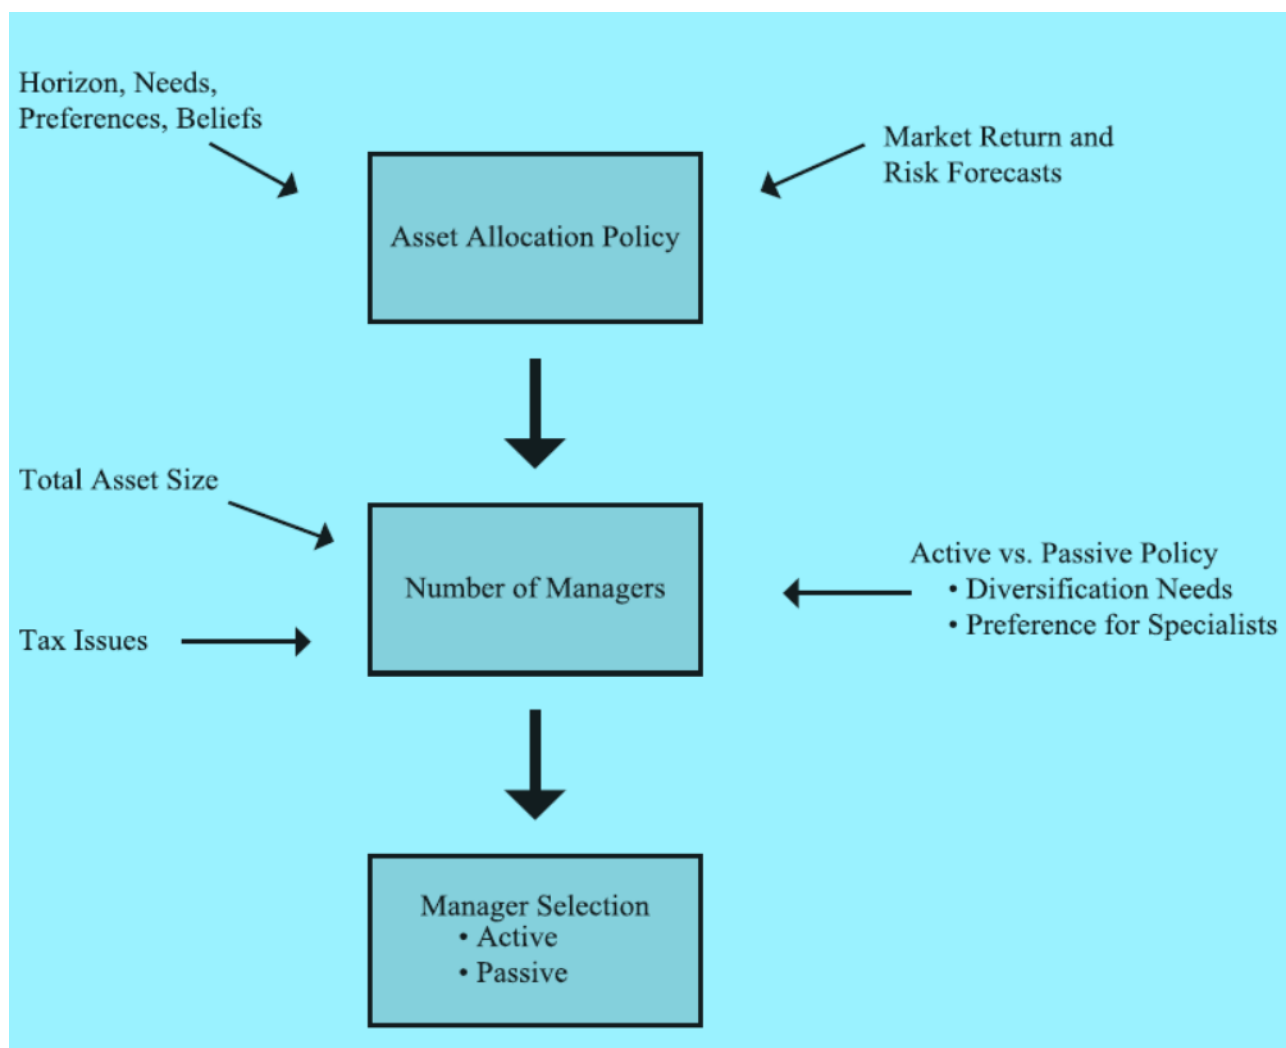 Horizon, Needs,
Preferences, Beliefs
Market Return and
Risk Forecasts
Asset Allocation Policy
Total Asset Size
Tax Issues
Number of Managers
Active vs. Passive Policy
• Diversification Needs
• Preference for Specialists
Manager Selection
• Active
• Passive